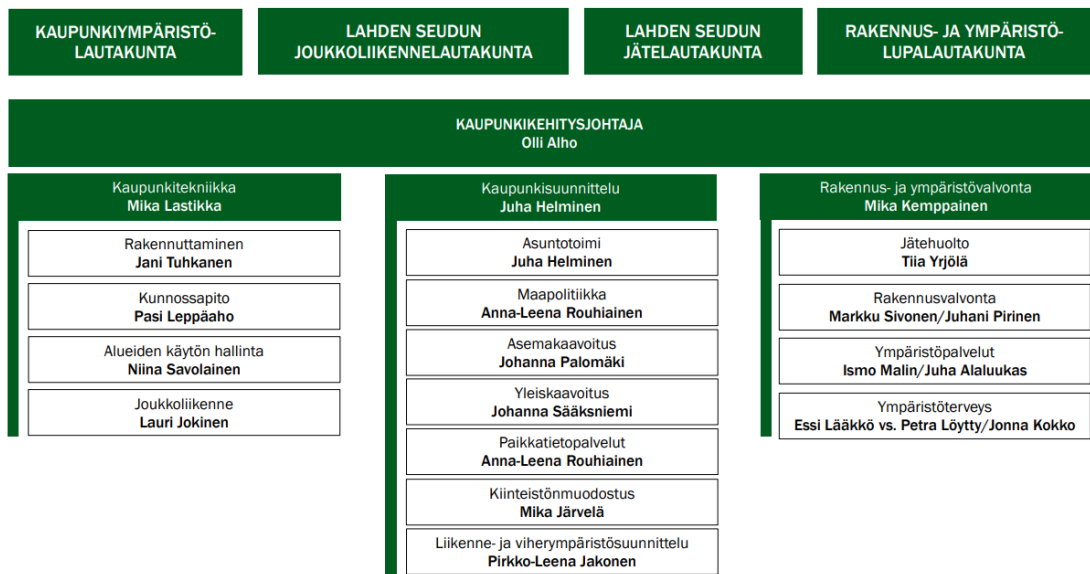 KAUPUNKIYMPÄRISTÖ-
LAUTAKUNTA
LAHDEN SEUDUN
JOUKKOLIIKENNELAUTAKUNTA
LAHDEN SEUDUN
JÄTELAUTAKUNTA
RAKENNUS- JA YMPÄRISTÖ-
LUPALAUTAKUNTA
KAUPUNKIKEHITYSJOHTAJA
Olli Alho
Kaupunkitekniikka
Mika Lastikka
Rakennuttaminen
Jani Tuhkanen
Kunnossapito
Pasi Leppäaho
Alueiden käytön hallinta
Niina Savolainen
Joukkoliikenne
Lauri Jokinen
Kaupunkisuunnittelu
Juha Helminen
Asuntotoimi
Juha Helminen
Maapolitiikka
Anna-Leena Rouhiainen
Asemakaavoitus
Johanna Palomäki
Yleiskaavoitus
Johanna Sääksniemi
Paikkatietopalvelut
Anna-Leena Rouhiainen
Kiinteistönmuodostus
Mika Järvelä
Liikenne- ja viherympäristösuunnittelu
Pirkko-Leena Jakonen
Rakennus- ja ympäristövalvonta
Mika Kemppainen
Jätehuolto
Tiia Yrjölä
Rakennusvalvonta
Markku Sivonen/Juhani Pirinen
Ympäristöpalvelut
Ismo Malin/Juha Alaluukas
Ympäristöterveys
Essi Lääkkö vs. Petra Löytty/Jonna Kokko